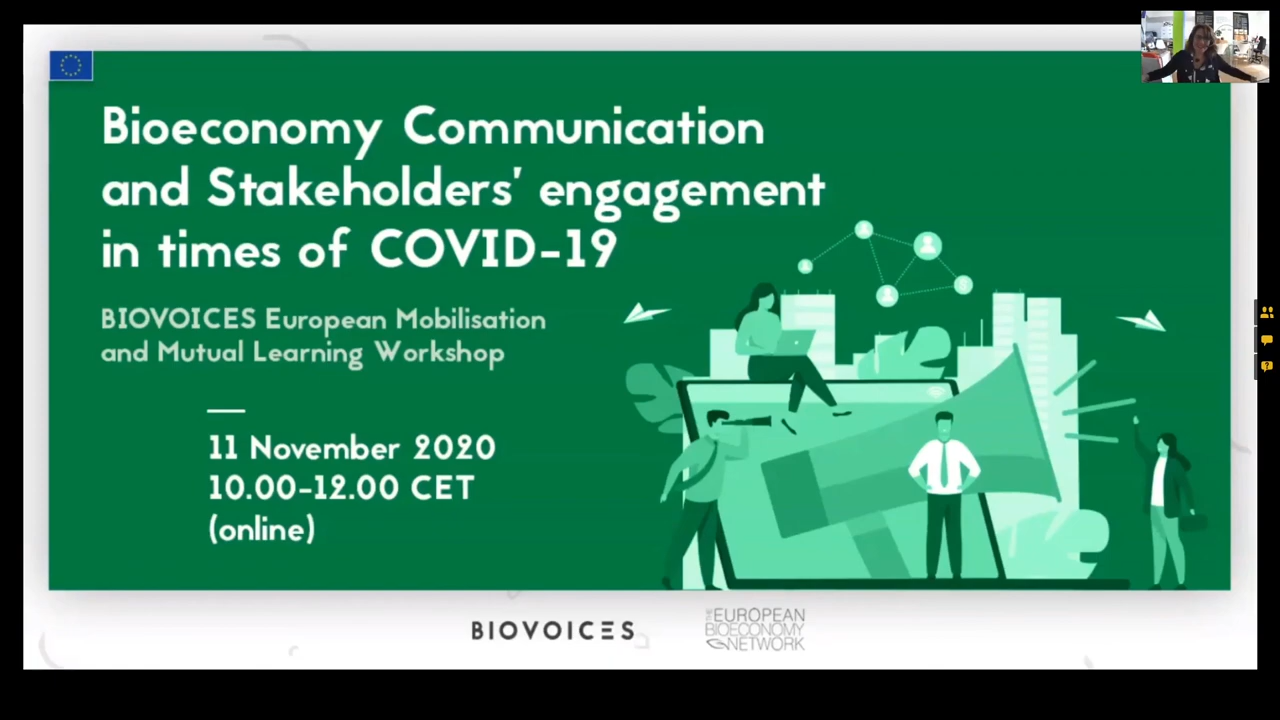 Bioeconomy Communication
and Stakeholders' engagement
in times of COVID-19
BIOVOICES European Mobilisation
and Mutual Learning Workshop
11 November 2020
10.00-12.00 CET
(online)
BIOVOICES
THE EUROPEAN
BIOECONOMY
NETWORK